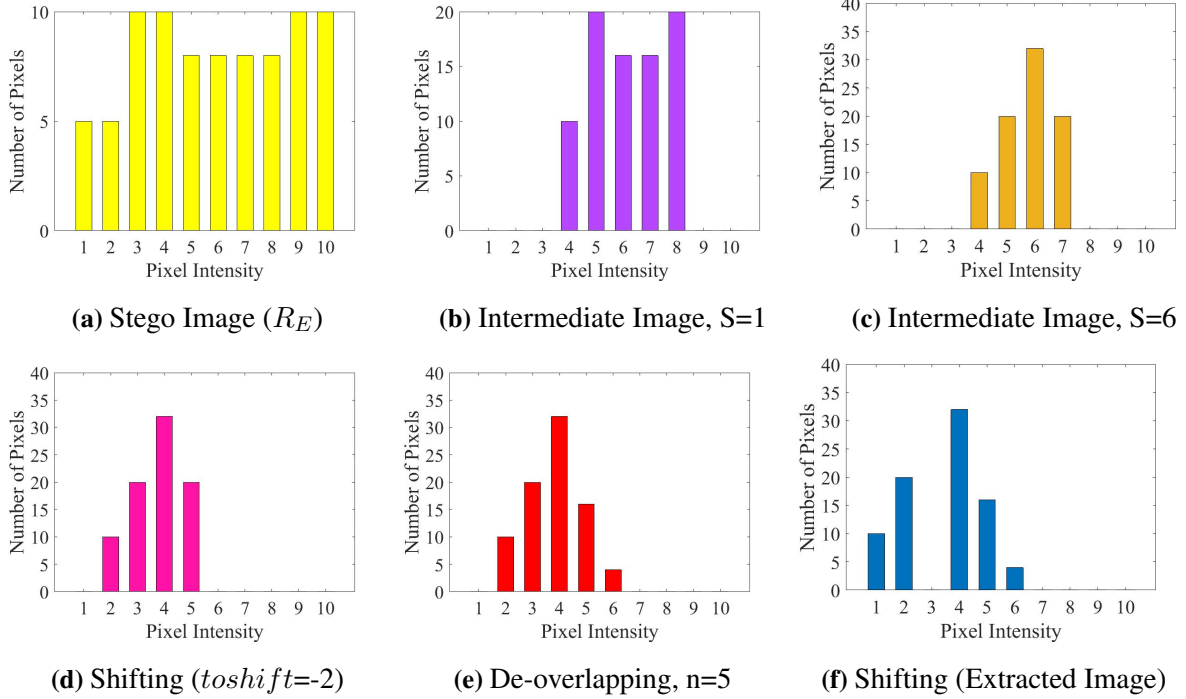 10
5
0
Number of Pixels
1 2 3 4 5 6 7 8 9 10
Pixel Intensity
(a) Stego Image (R_E)
20
15
10
5
0
Number of Pixels
1 2 3 4 5 6 7 8 9 10
Pixel Intensity
(b) Intermediate Image, S=1
40
35
30
25
20
15
10
5
0
Number of Pixels
1 2 3 4 5 6 7 8 9 10
Pixel Intensity
(c) Intermediate Image, S=6
40
35
30
25
20
15
10
5
0
Number of Pixels
1 2 3 4 5 6 7 8 9 10
Pixel Intensity
(d) Shifting (toshift=-2)
40
35
30
25
20
15
10
5
0
Number of Pixels
1 2 3 4 5 6 7 8 9 10
Pixel Intensity
(e) De-overlapping, n=5
40
35
30
25
20
15
10
5
0
Number of Pixels
1 2 3 4 5 6 7 8 9 10
Pixel Intensity
(f) Shifting (Extracted Image)